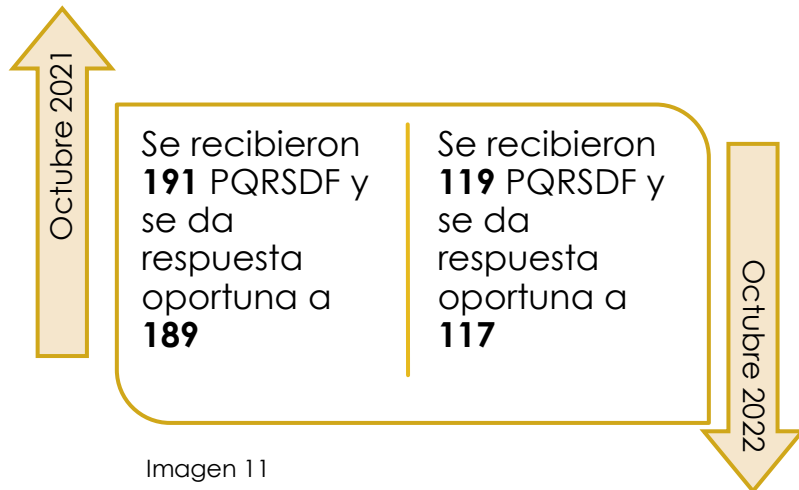 Octubre 2021
Se recibieron
191 PQRSDF y
se da
respuesta
oportuna a
189
Se recibieron
119 PQRSDF y
se da
respuesta
oportuna a
117
Octubre 2022
Imagen 11